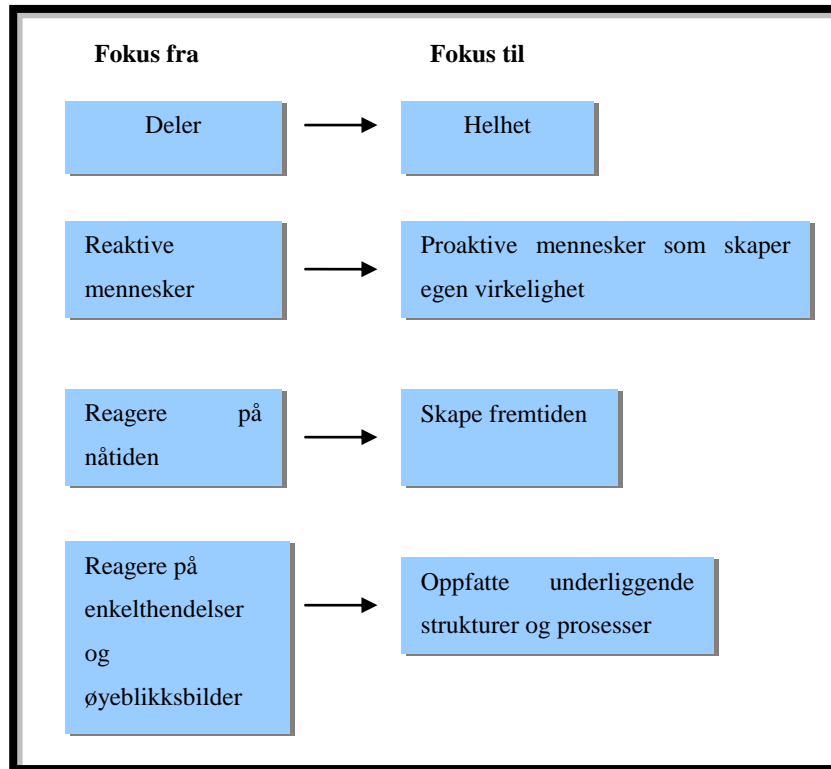 Fokus fra Fokus til
Deler Helhet
Reaktive
mennesker
Proaktive mennesker som skaper
egen virkelighet
Reagere på
nåtiden
Skape fremtiden
Reagere på
enkelthendelser
og
øyeblikksbilder
Oppfatte underliggende
strukturer og prosesser